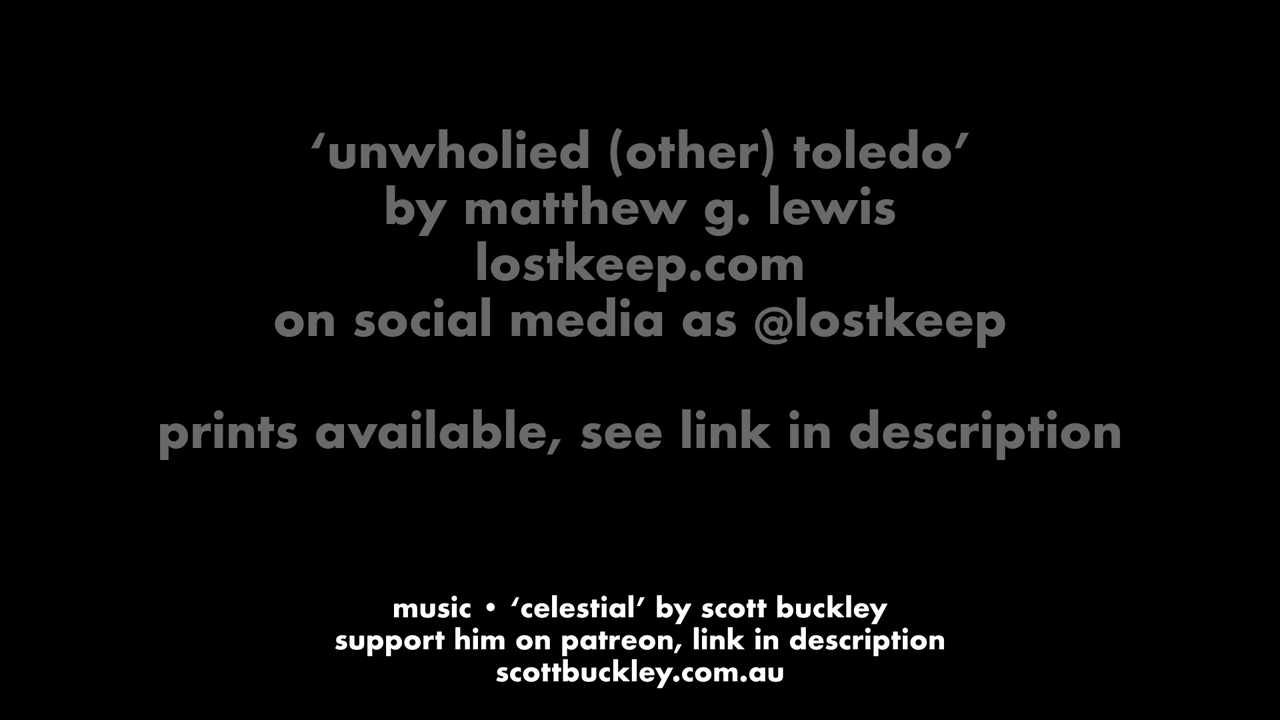 ‘unwholied (other) toledo’
by matthew g. lewis
lostkeep.com
on social media as @lostkeep
prints available, see link in description
music • ‘celestial’ by scott buckley
support him on patreon, link in description
scottbuckley.com.au